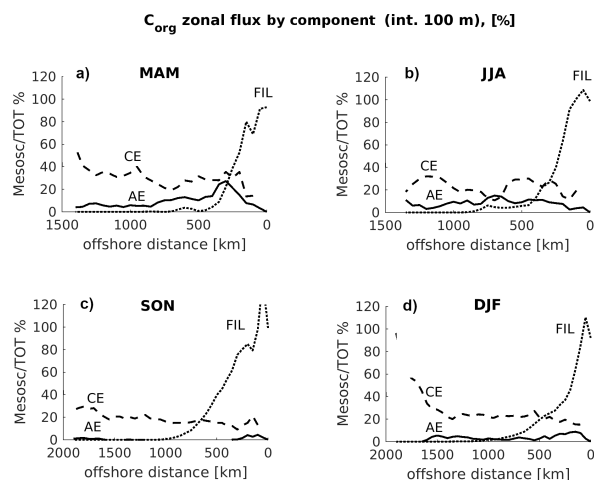 C_org zonal flux by component (int. 100 m), [%]
a) MAM
Mesosc/TOT %
120
100
80
60
40
20
0
FIL
CE
AE
1500 1000 500 0
offshore distance [km]
b) JJA
Mesosc/TOT %
120
100
80
60
40
20
0
FIL
CE
AE
1500 1000 500 0
offshore distance [km]
c) SON
Mesosc/TOT %
120
100
80
60
40
20
0
FIL
CE
AE
2000 1500 1000 500 0
offshore distance [km]
d) DJF
Mesosc/TOT %
120
100
80
60
40
20
0
FIL
CE
AE
2000 1500 1000 500 0
offshore distance [km]